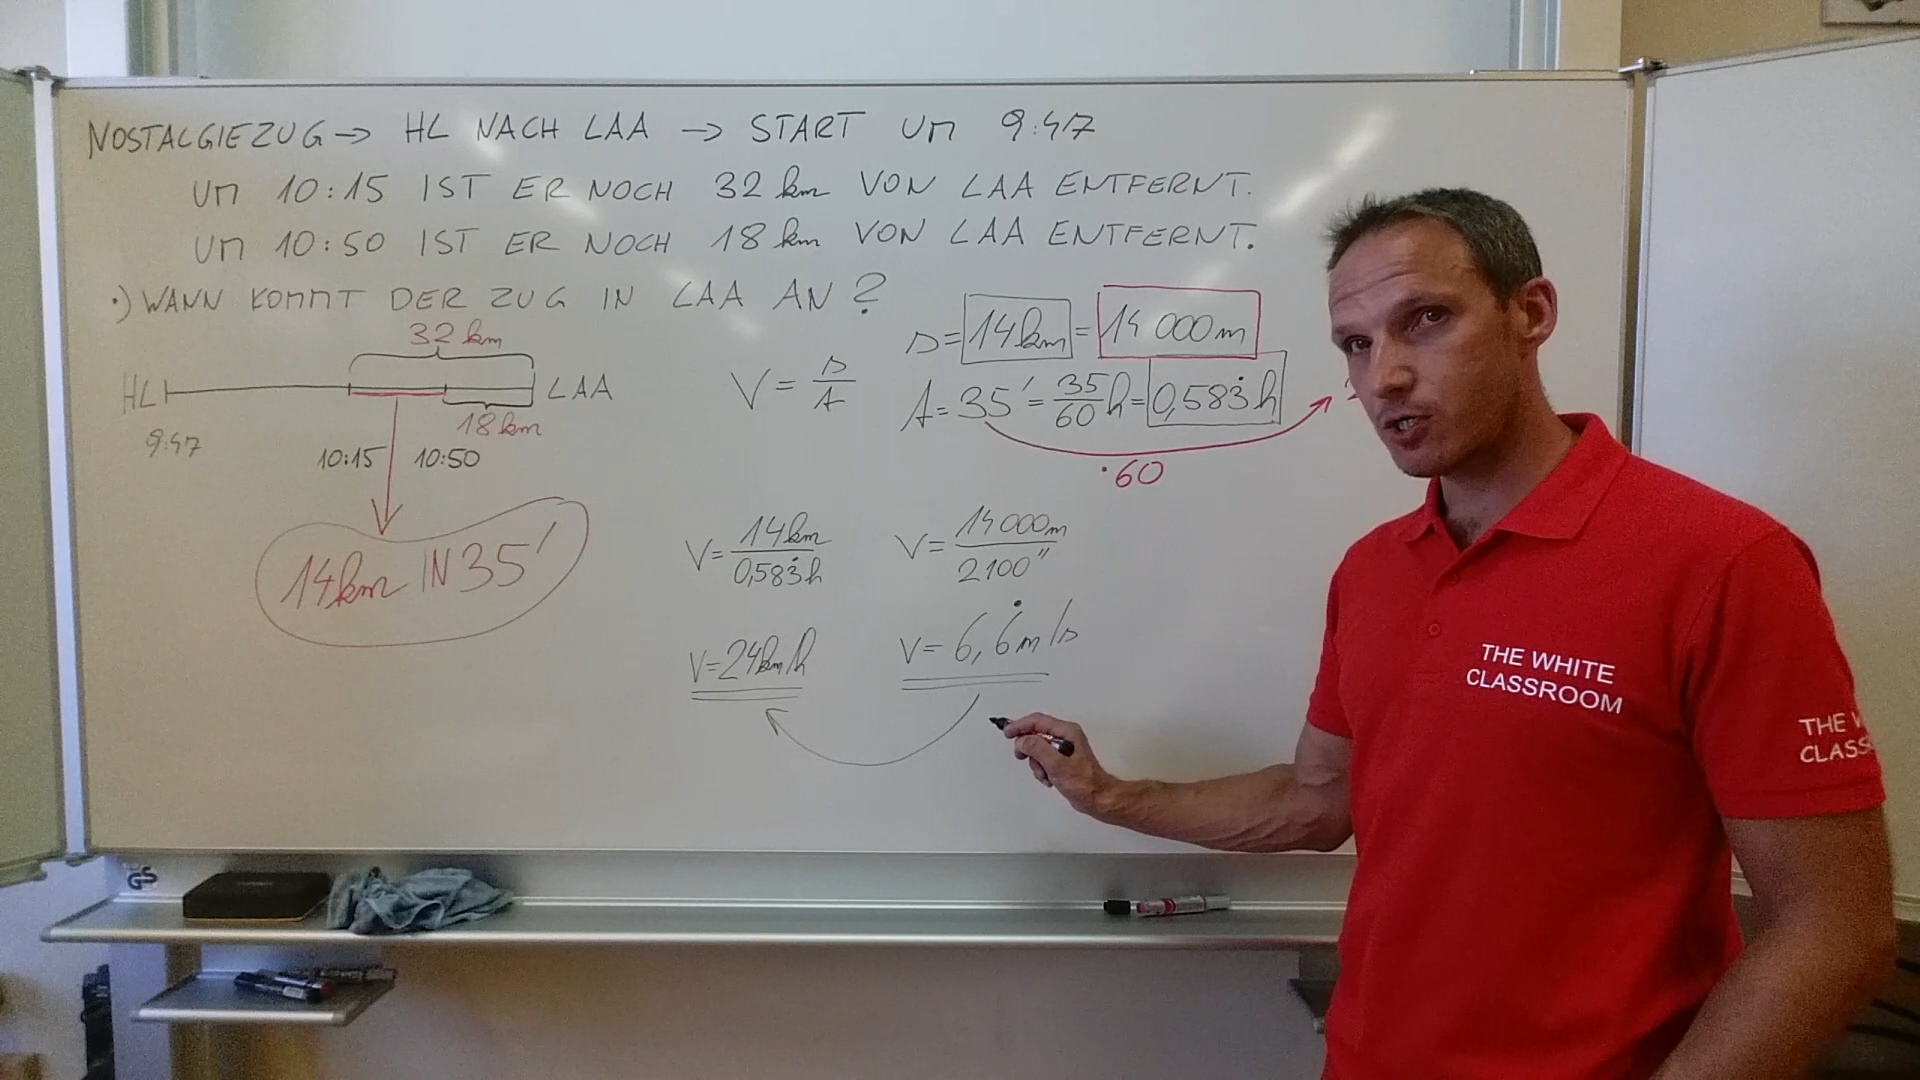 NOSTALGIEZUG → HL NACH LAA → START UM 9:47
UM 10:15 IST ER NOCH 32 km VON LAA ENTFERNT.
UM 10:50 IST ER NOCH 18 km VON LAA ENTFERNT.
·) WANN KOMMT DER ZUG IN LAA AN?
32 km
HL LAA
18 km
9:47
10:15 10:50
14 km IN 35'
V = s/t
s = 14 km = 14 000 m
t = 35' = 35/60 h = 0,583̇ h
·60
V = 14 km/0,583̇ h
V = 14 000 m/2100''
V = 24 km/h
V = 6,6̇ m/s
THE WHITE
CLASSROOM
THE
CLASS
GS